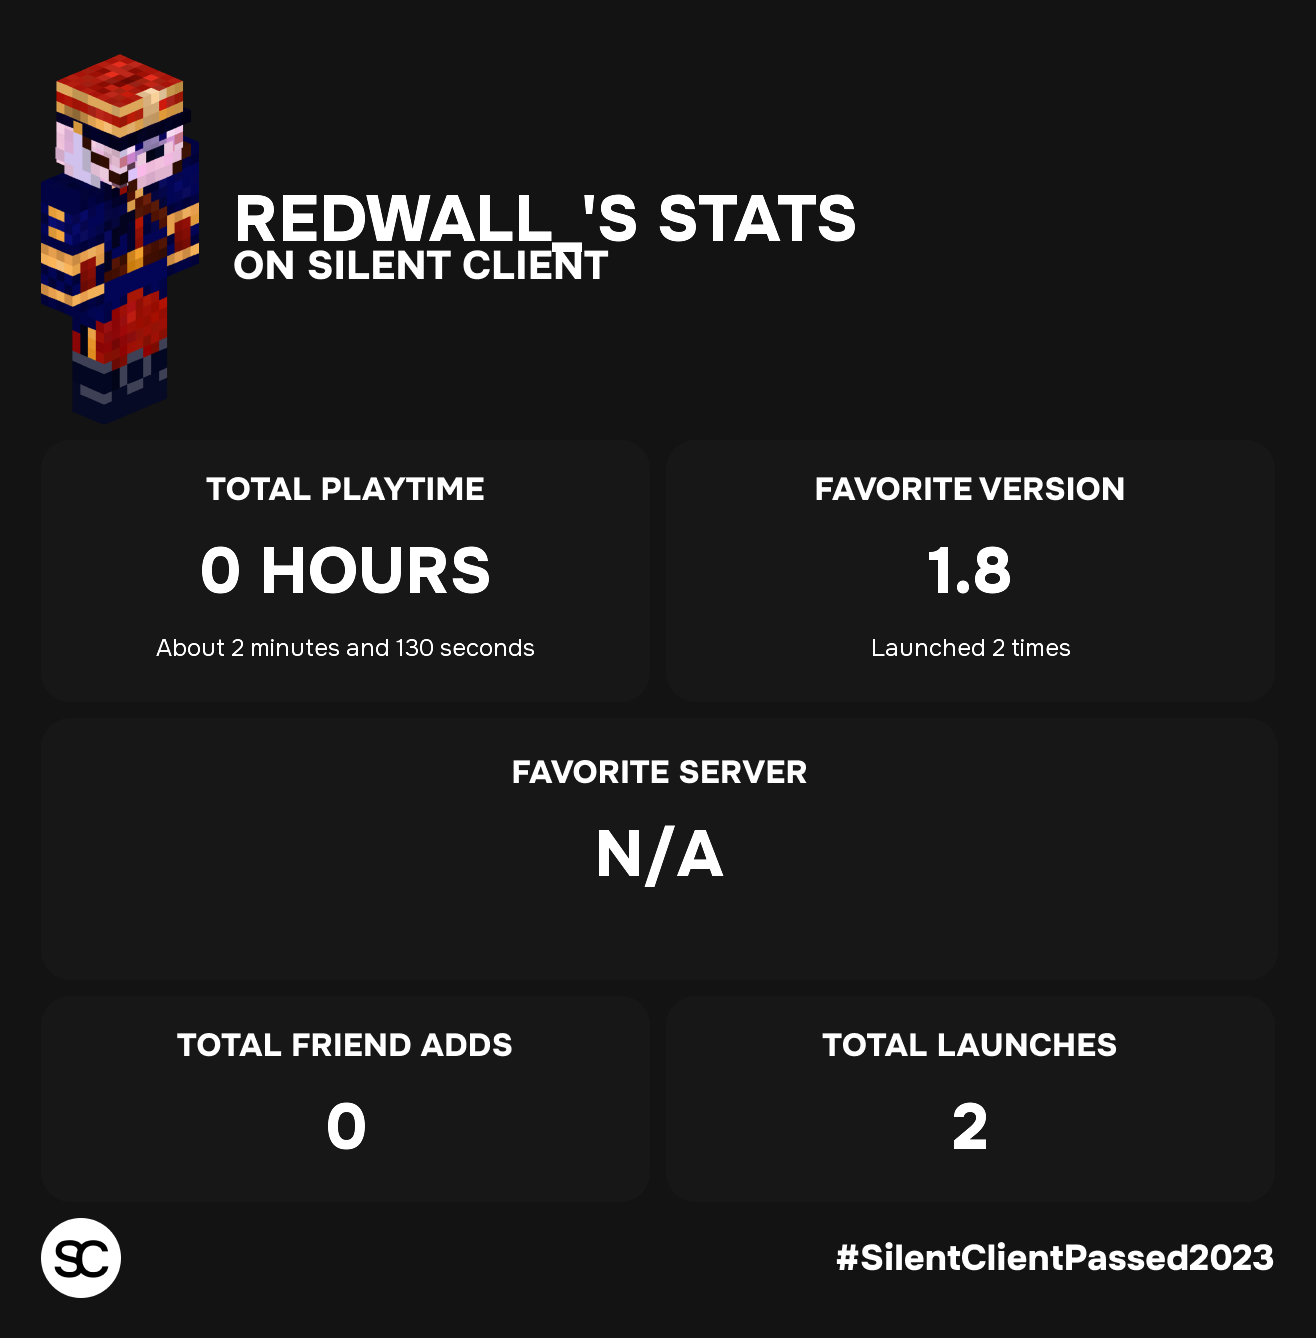 REDWALL_'S STATS
ON SILENT CLIENT
TOTAL PLAYTIME
0 HOURS
About 2 minutes and 130 seconds
FAVORITE VERSION
1.8
Launched 2 times
FAVORITE SERVER
N/A
TOTAL FRIEND ADDS
0
TOTAL LAUNCHES
2
SC
#SilentClientPassed2023